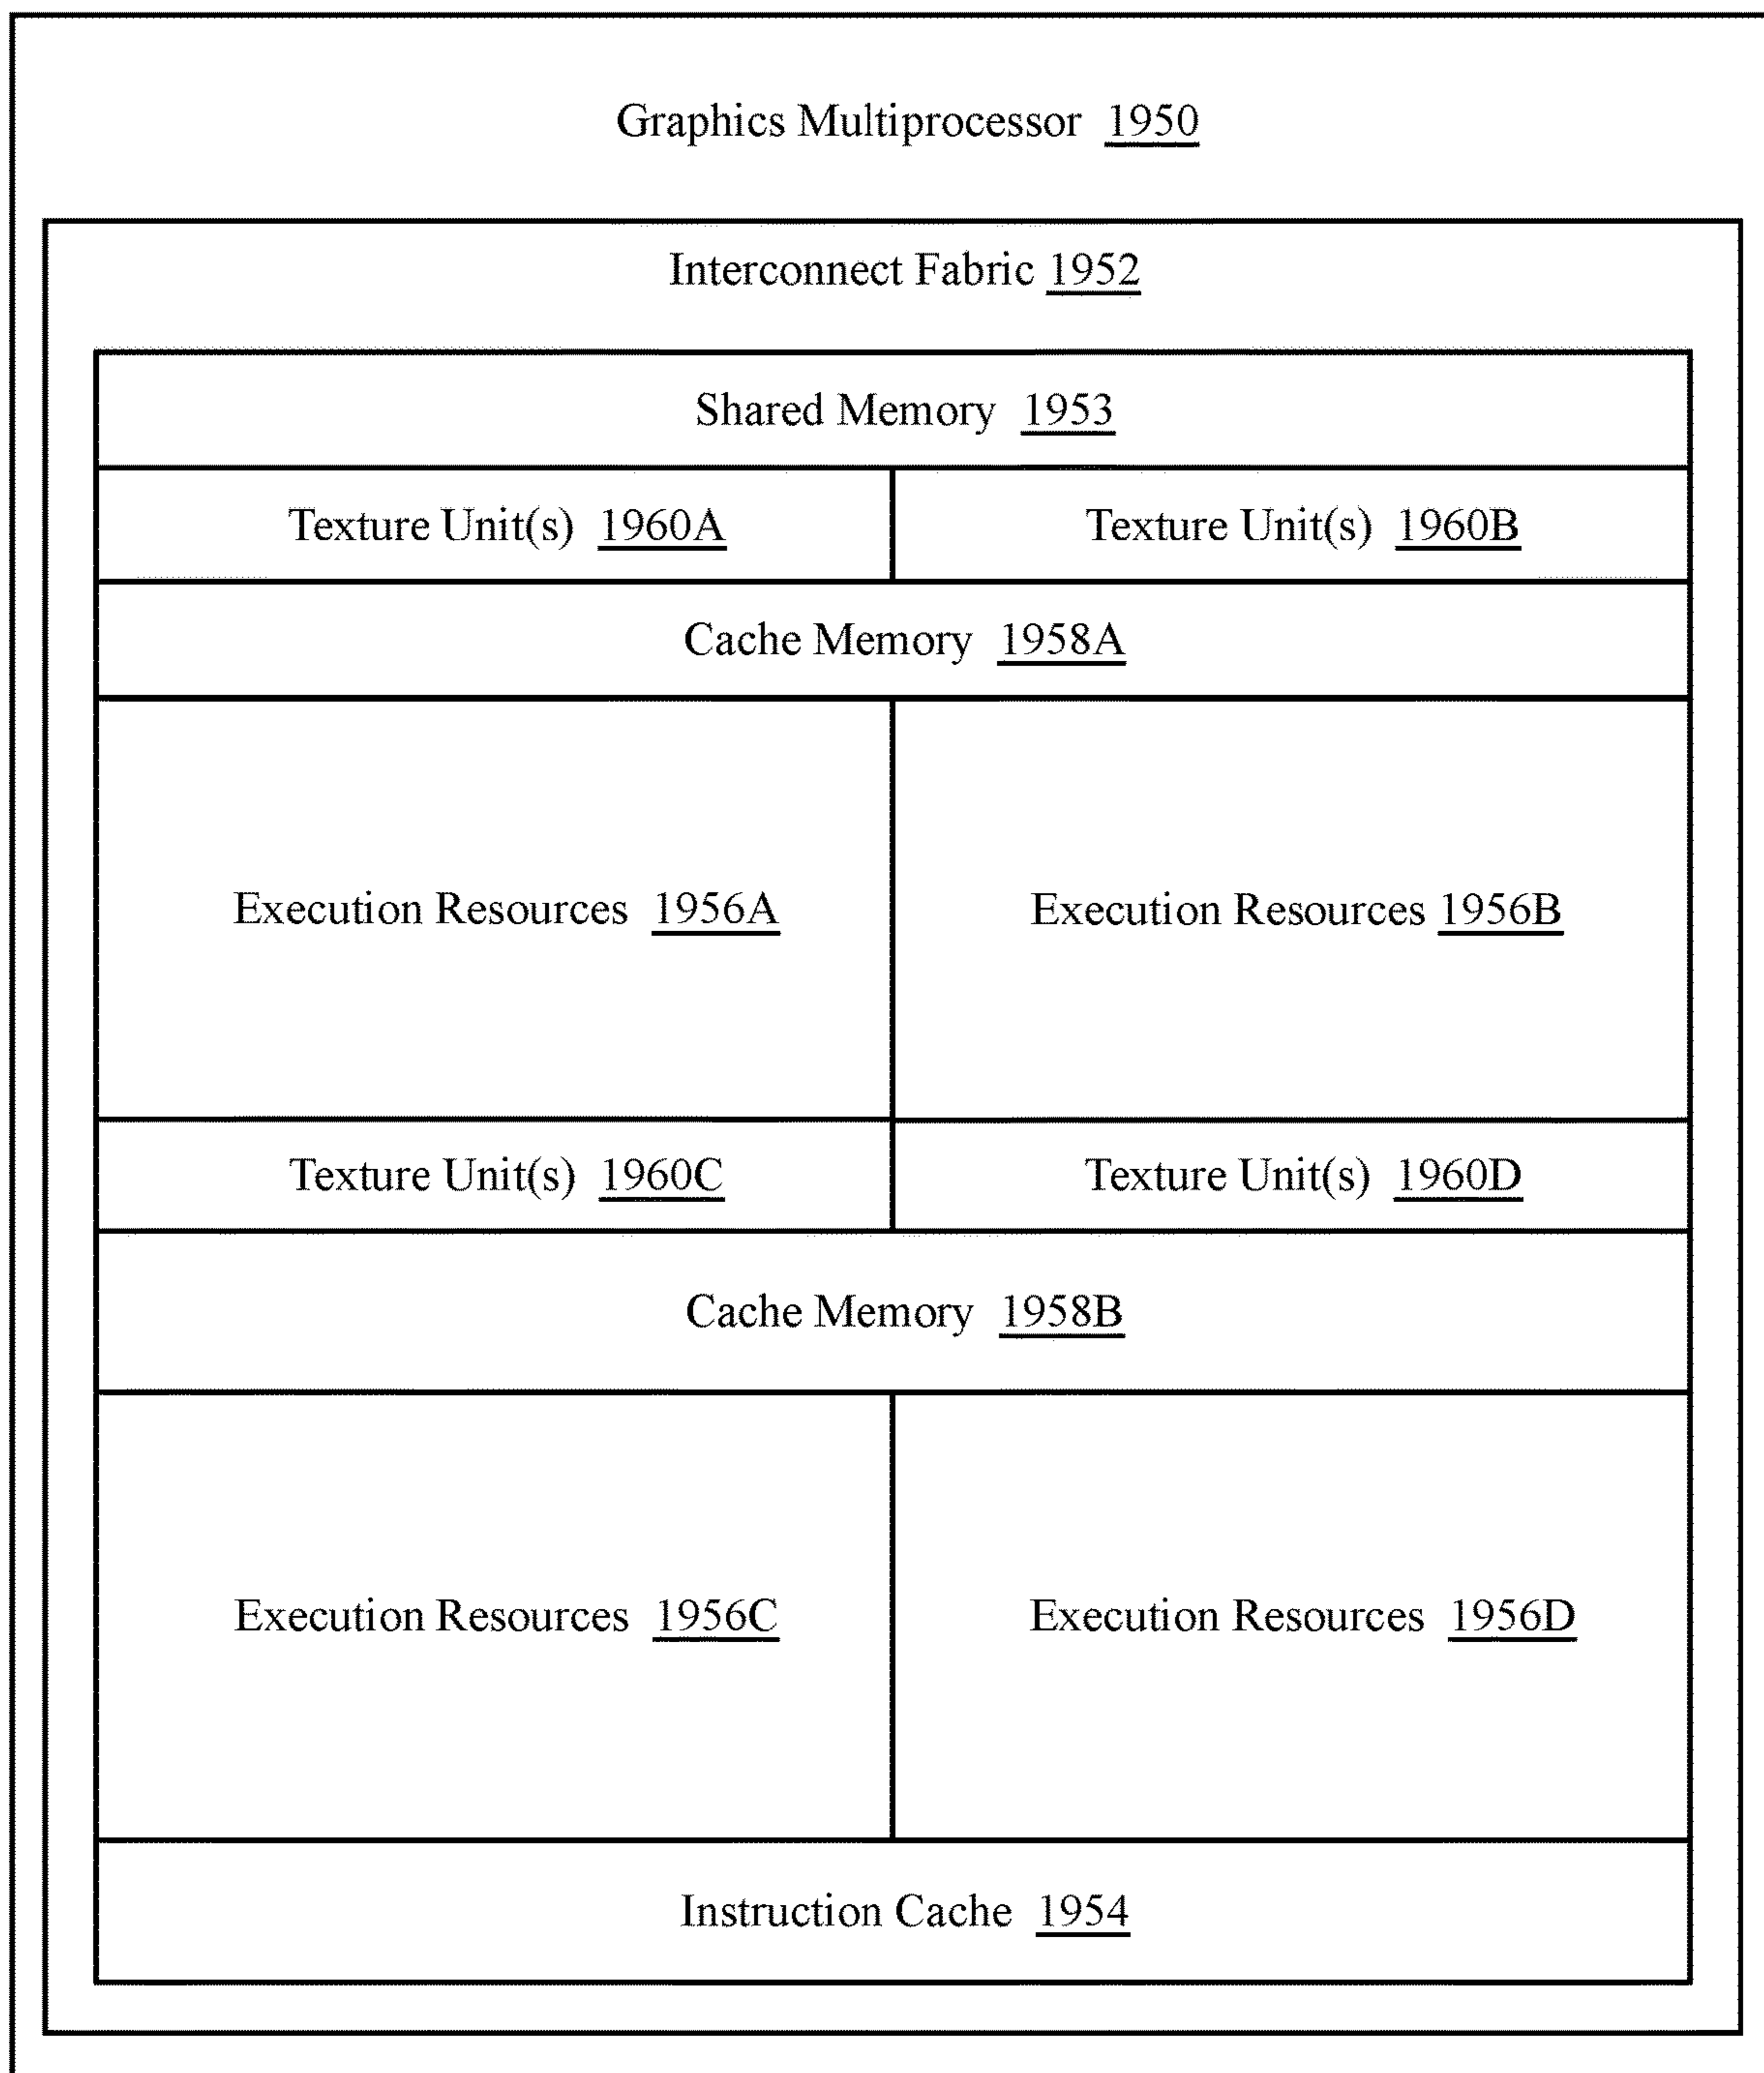 Graphics Multiprocessor 1950
Interconnect Fabric 1952
Shared Memory 1953
Texture Unit(s) 1960A
Texture Unit(s) 1960B
Cache Memory 1958A
Execution Resources 1956A
Execution Resources 1956B
Texture Unit(s) 1960C
Texture Unit(s) 1960D
Cache Memory 1958B
Execution Resources 1956C
Execution Resources 1956D
Instruction Cache 1954